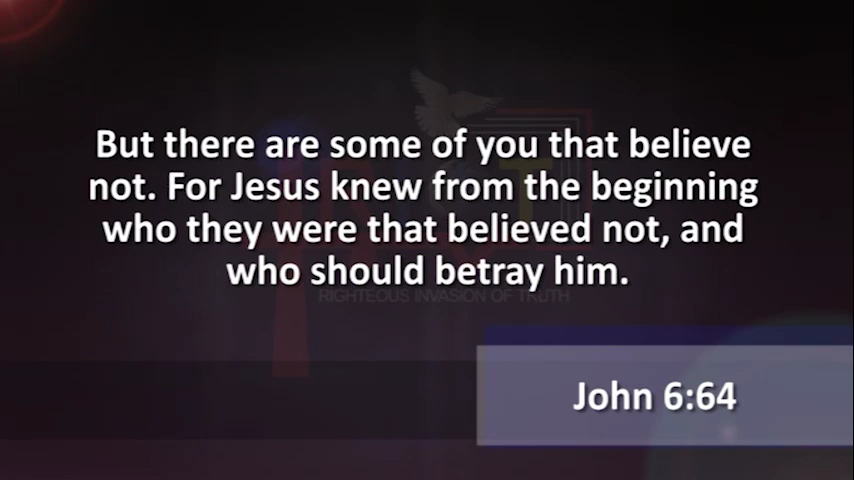 But there are some of you that believe
not. For Jesus knew from the beginning
who they were that believed not, and
who should betray him.
RIGHTEOUS INVASION OF TRUTH
John 6:64